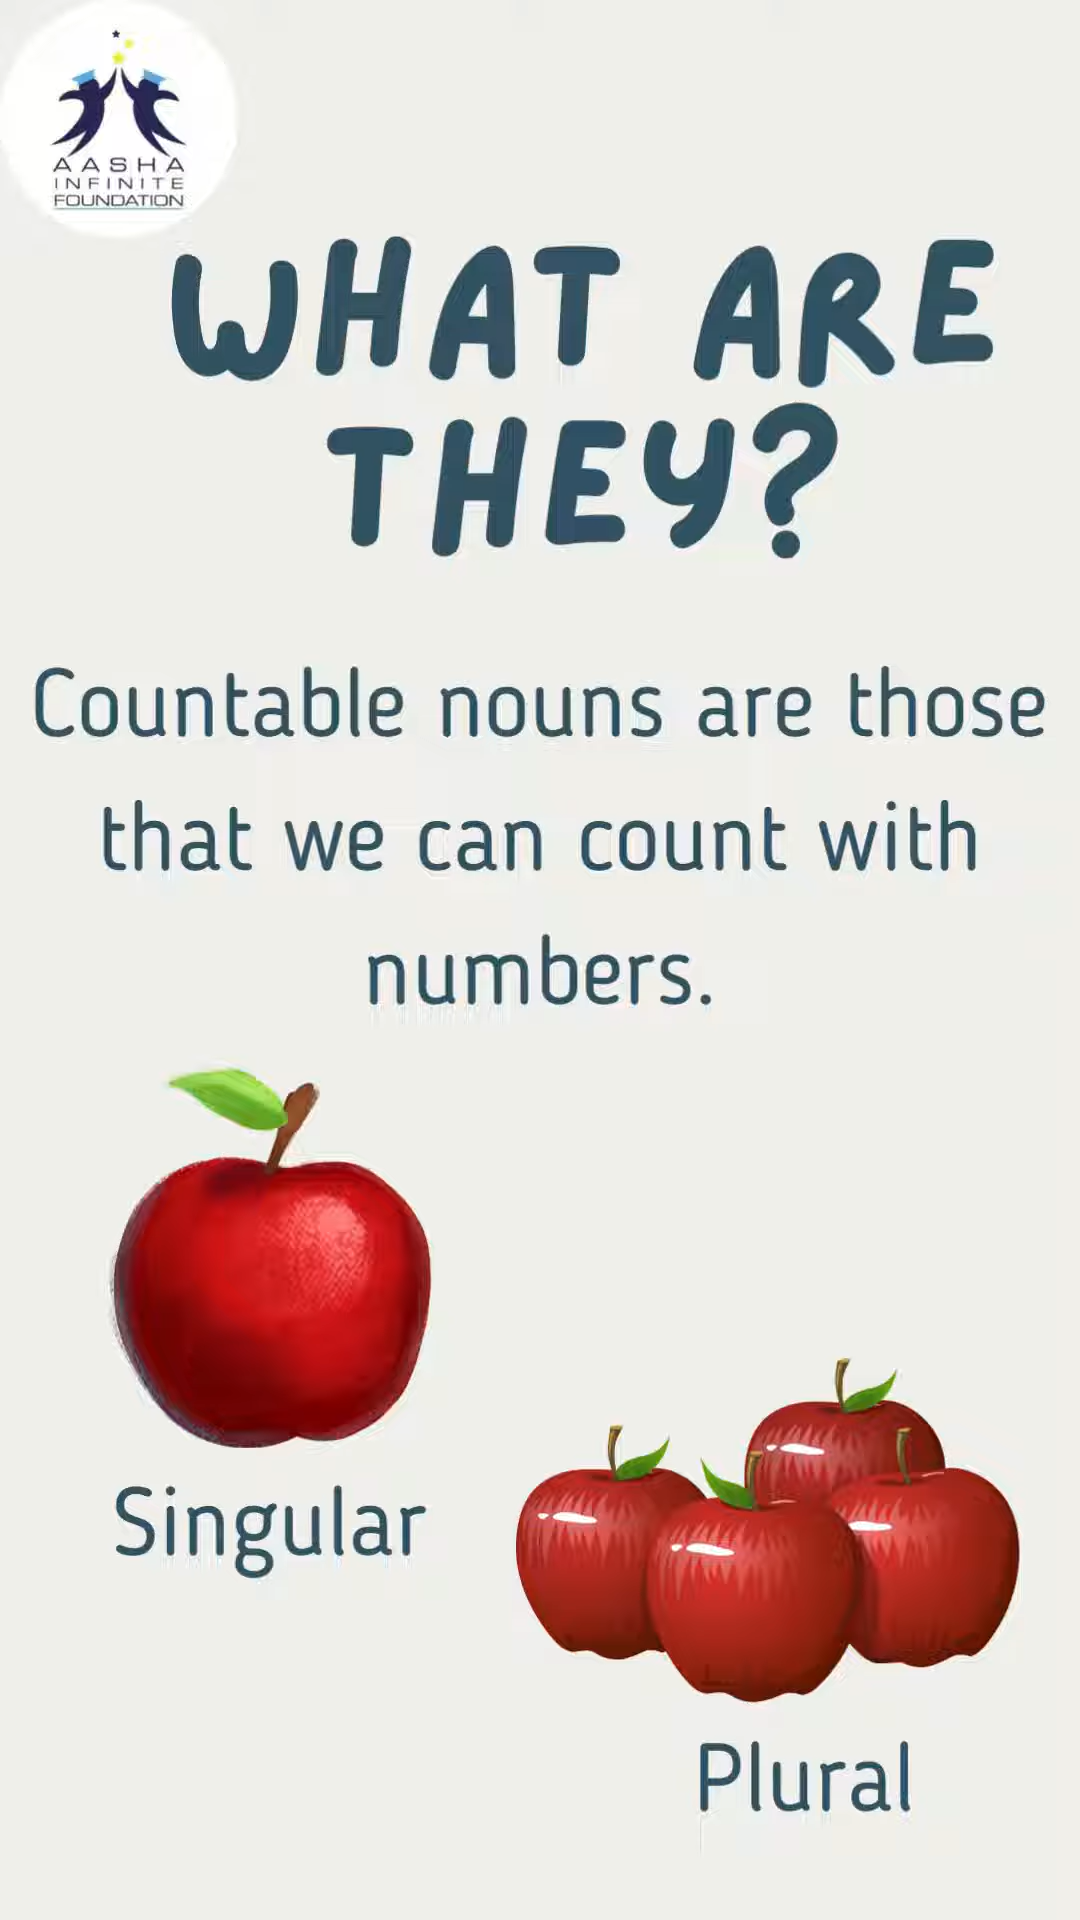 AASHA
INFINITE
FOUNDATION
WHAT ARE
THEY?
Countable nouns are those
that we can count with
numbers.
Singular
Plural